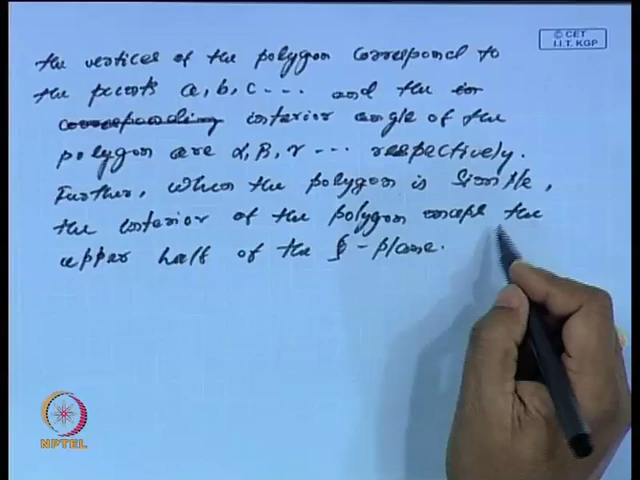 © CET
I.I.T. KGP
the vertices of the polygon correspond to
the points a, b, c .... and the
corresponding interior angle of the
polygon are α, β, γ ... respectively.
Further, when the polygon is simple,
the interior of the polygon the
upper half of the ξ-plane.
NPTEL